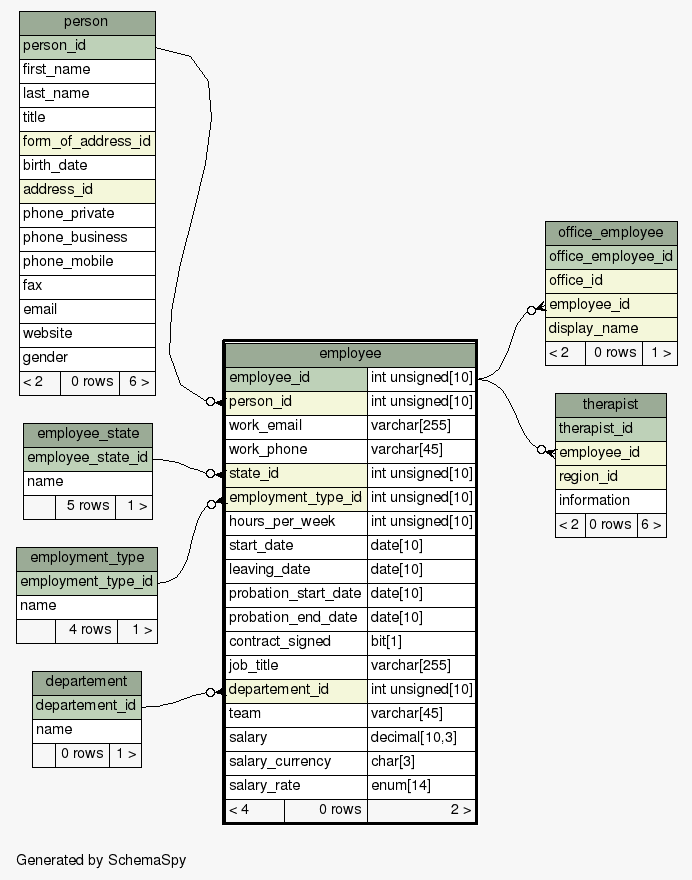 person
person_id
first_name
last_name
title
form_of_address_id
birth_date
address_id
phone_private
phone_business
phone_mobile
fax
email
website
gender
< 2 0 rows 6 >
employee_state
employee_state_id
name
5 rows 1 >
employment_type
employment_type_id
name
4 rows 1 >
departement
departement_id
name
0 rows 1 >
employee
employee_id int unsigned[10]
person_id int unsigned[10]
work_email varchar[255]
work_phone varchar[45]
state_id int unsigned[10]
employment_type_id int unsigned[10]
hours_per_week int unsigned[10]
start_date date[10]
leaving_date date[10]
probation_start_date date[10]
probation_end_date date[10]
contract_signed bit[1]
job_title varchar[255]
departement_id int unsigned[10]
team varchar[45]
salary decimal[10,3]
salary_currency char[3]
salary_rate enum[14]
< 4 0 rows 2 >
office_employee
office_employee_id
office_id
employee_id
display_name
< 2 0 rows 1 >
therapist
therapist_id
employee_id
region_id
information
< 2 0 rows 6 >
Generated by SchemaSpy